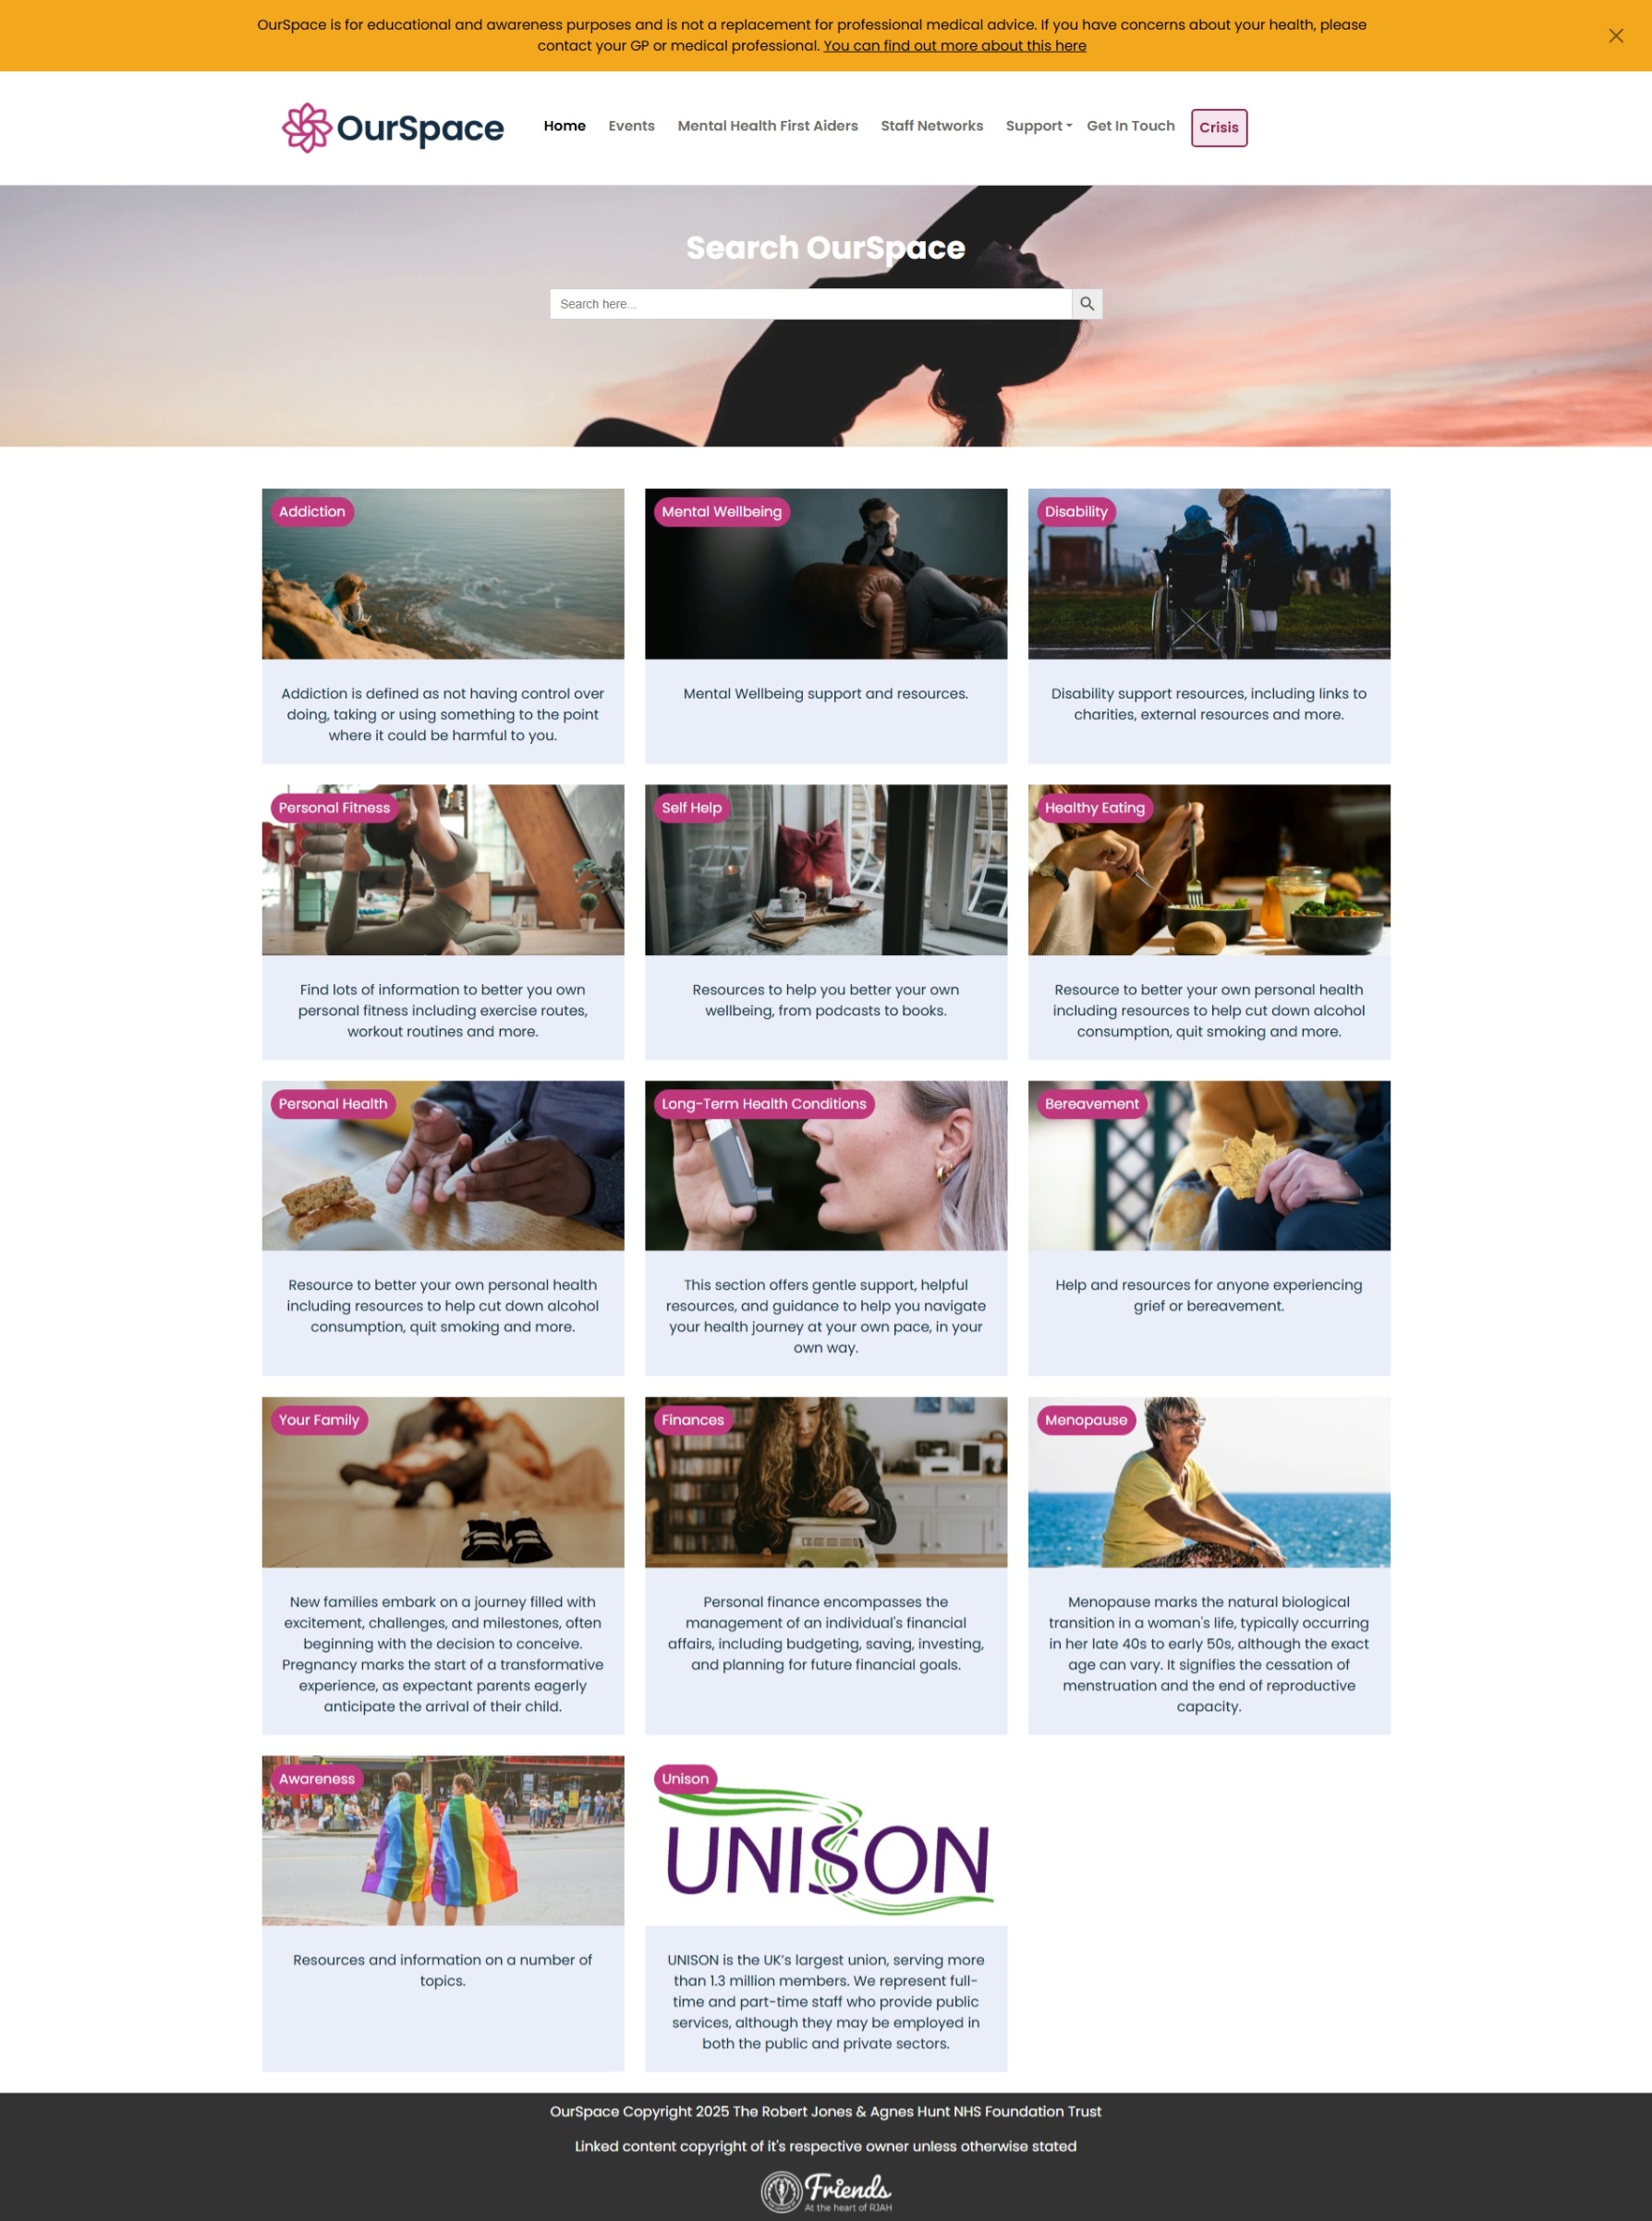 OurSpace is for educational and awareness purposes and is not a replacement for professional medical advice. If you have concerns about your health, please
contact your GP or medical professional. You can find out more about this here
OurSpace
Home
Events
Mental Health First Aiders
Staff Networks
Support
Get In Touch
Crisis
Search OurSpace
Search here...
Addiction
Addiction is defined as not having control over
doing, taking or using something to the point
where it could be harmful to you.
Mental Wellbeing
Mental Wellbeing support and resources.
Disability
Disability support resources, including links to
charities, external resources and more.
Personal Fitness
Find lots of information to better you own
personal fitness including exercise routes,
workout routines and more.
Self Help
Resources to help you better your own
wellbeing, from podcasts to books.
Healthy Eating
Resource to better your own personal health
including resources to help cut down alcohol
consumption, quit smoking and more.
Personal Health
Resource to better your own personal health
including resources to help cut down alcohol
consumption, quit smoking and more.
Long-Term Health Conditions
This section offers gentle support, helpful
resources, and guidance to help you navigate
your health journey at your own pace, in your
own way.
Bereavement
Help and resources for anyone experiencing
grief or bereavement.
Your Family
New families embark on a journey filled with
excitement, challenges, and milestones, often
beginning with the decision to conceive.
Pregnancy marks the start of a transformative
experience, as expectant parents eagerly
anticipate the arrival of their child.
Finances
Personal finance encompasses the
management of an individual's financial
affairs, including budgeting, saving, investing,
and planning for future financial goals.
Menopause
Menopause marks the natural biological
transition in a woman's life, typically occurring
in her late 40s to early 50s, although the exact
age can vary. It signifies the cessation of
menstruation and the end of reproductive
capacity.
Awareness
Resources and information on a number of
topics.
Unison
UNISON
UNISON is the UK's largest union, serving more
than 1.3 million members. We represent full-
time and part-time staff who provide public
services, although they may be employed in
both the public and private sectors.
OurSpace Copyright 2025 The Robert Jones & Agnes Hunt NHS Foundation Trust
Linked content copyright of it's respective owner unless otherwise stated
Friends
At the heart of RJAH